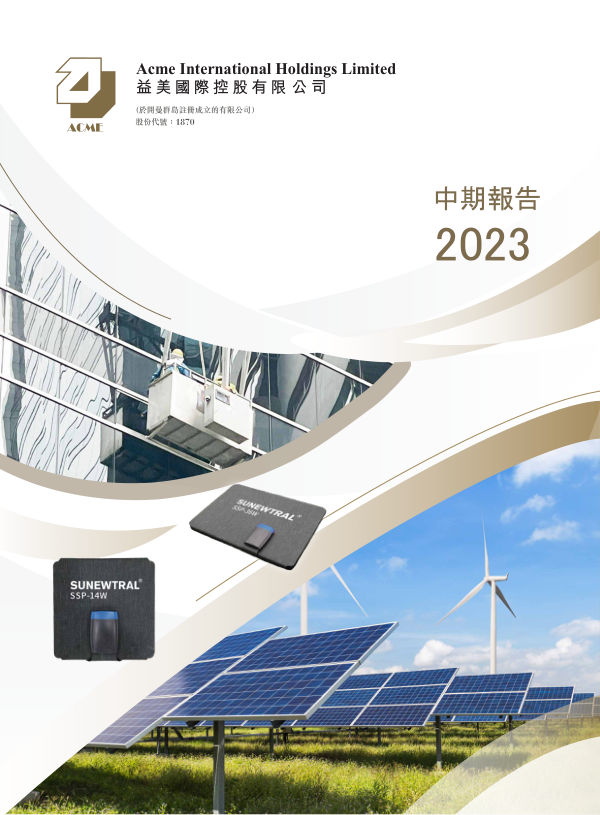 ACME
Acme International Holdings Limited
益美國際控股有限公司
(於開曼群島註冊成立的有限公司)
股份代號：1870
中期報告
2023
SUNEWTRAL®
SSP-36W
SUNEWTRAL®
SSP-14W